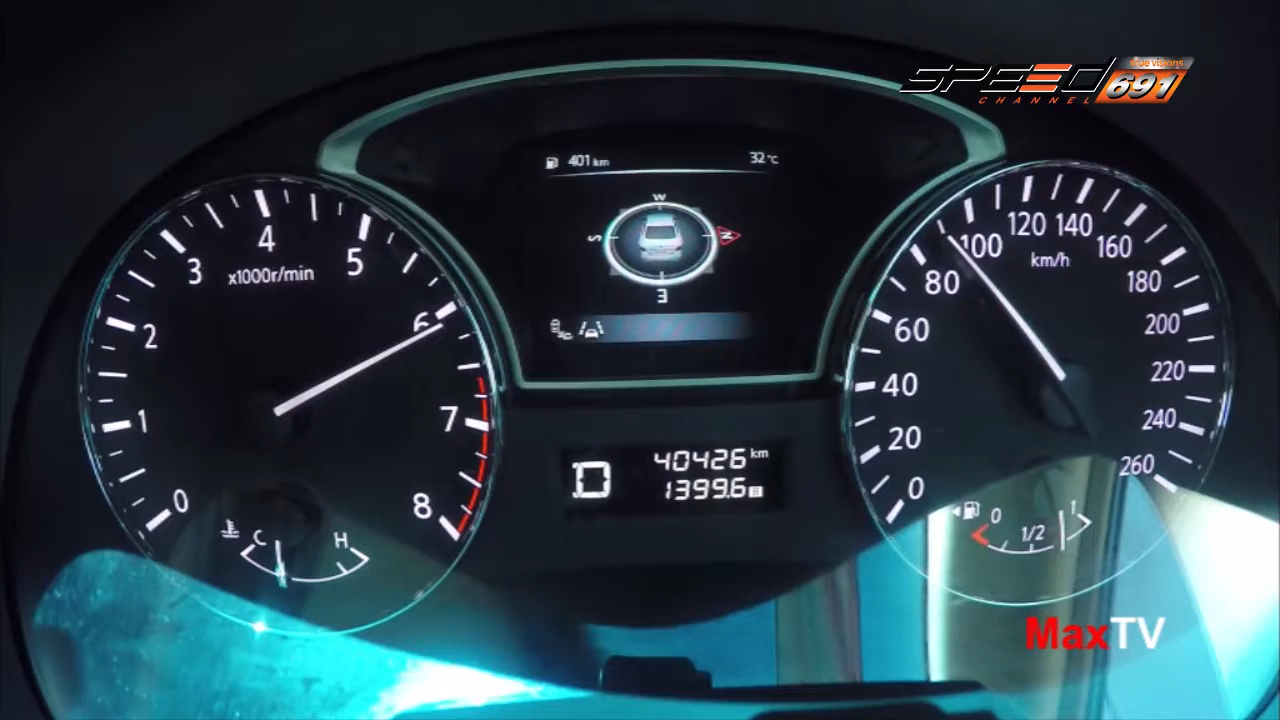 SPEED
CHANNEL
true visions
691
401 km
32°C
W
S
N
E
x1000r/min
0
1
2
3
4
5
6
7
8
C
H
D
40426 km
1399.6 B
km/h
0
20
40
60
80
100
120
140
160
180
200
220
240
260
0
1/2
1
MaxTV